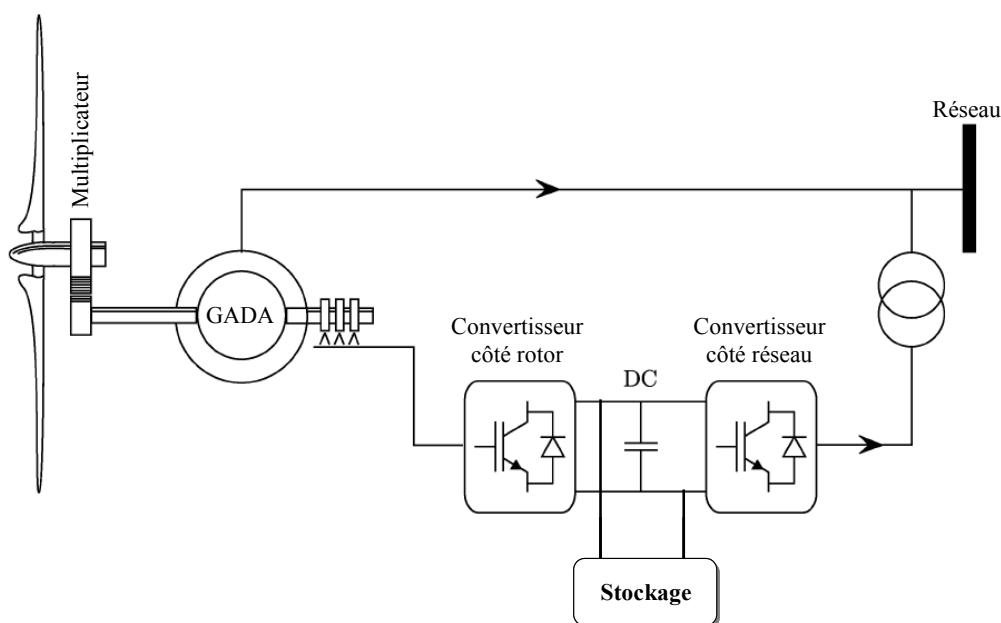 Multiplicateur
Réseau
GADA
Convertisseur
côté rotor
Convertisseur
côté réseau
DC
Stockage